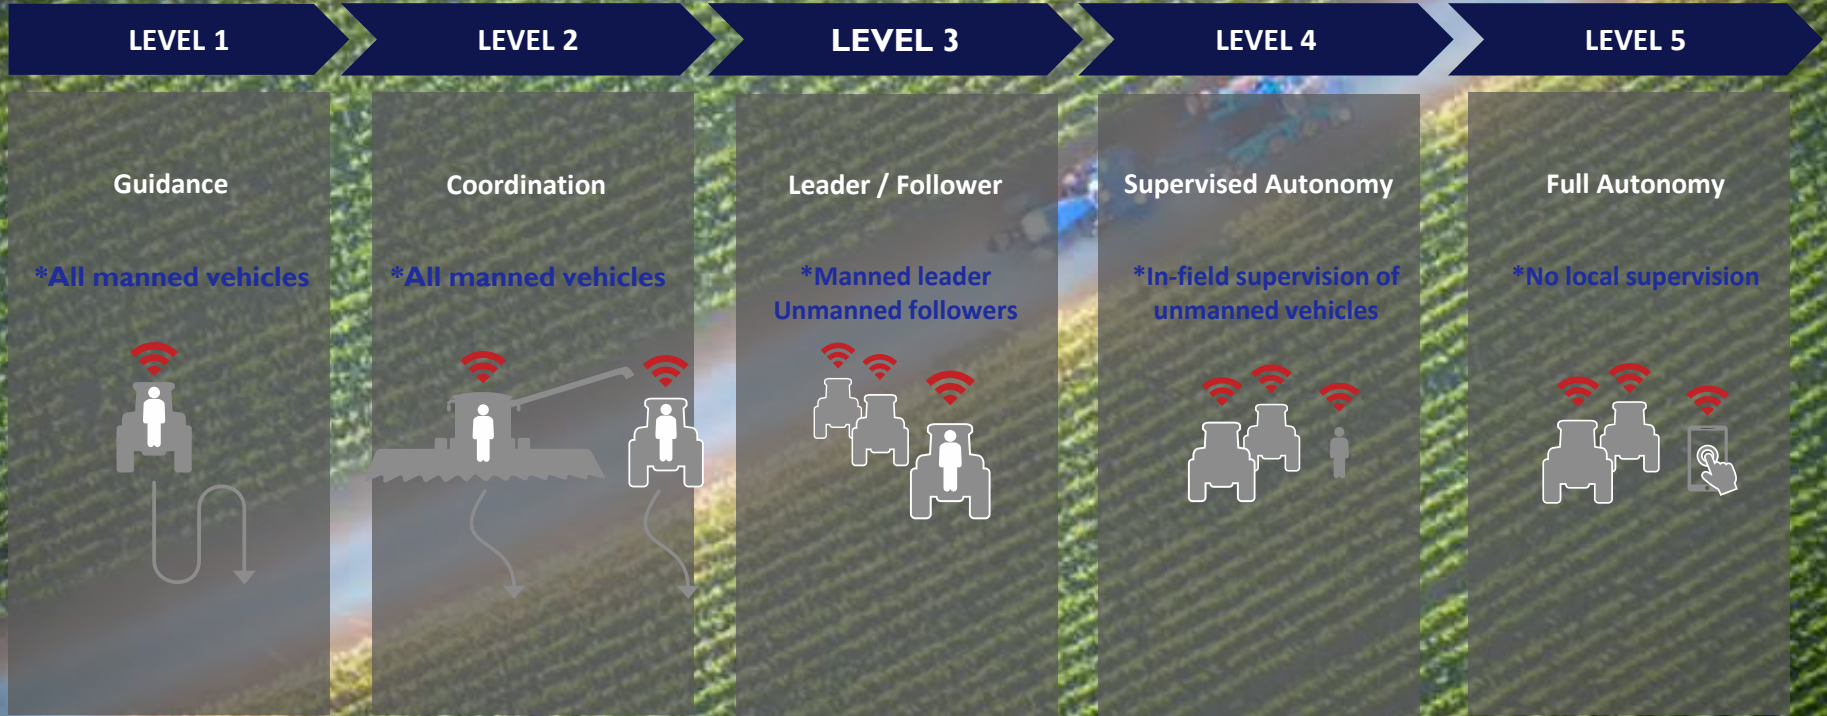 LEVEL 1
LEVEL 2
LEVEL 3
LEVEL 4
LEVEL 5
Guidance
*All manned vehicles
Coordination
*All manned vehicles
Leader / Follower
*Manned leader
Unmanned followers
Supervised Autonomy
*In-field supervision of
unmanned vehicles
Full Autonomy
*No local supervision